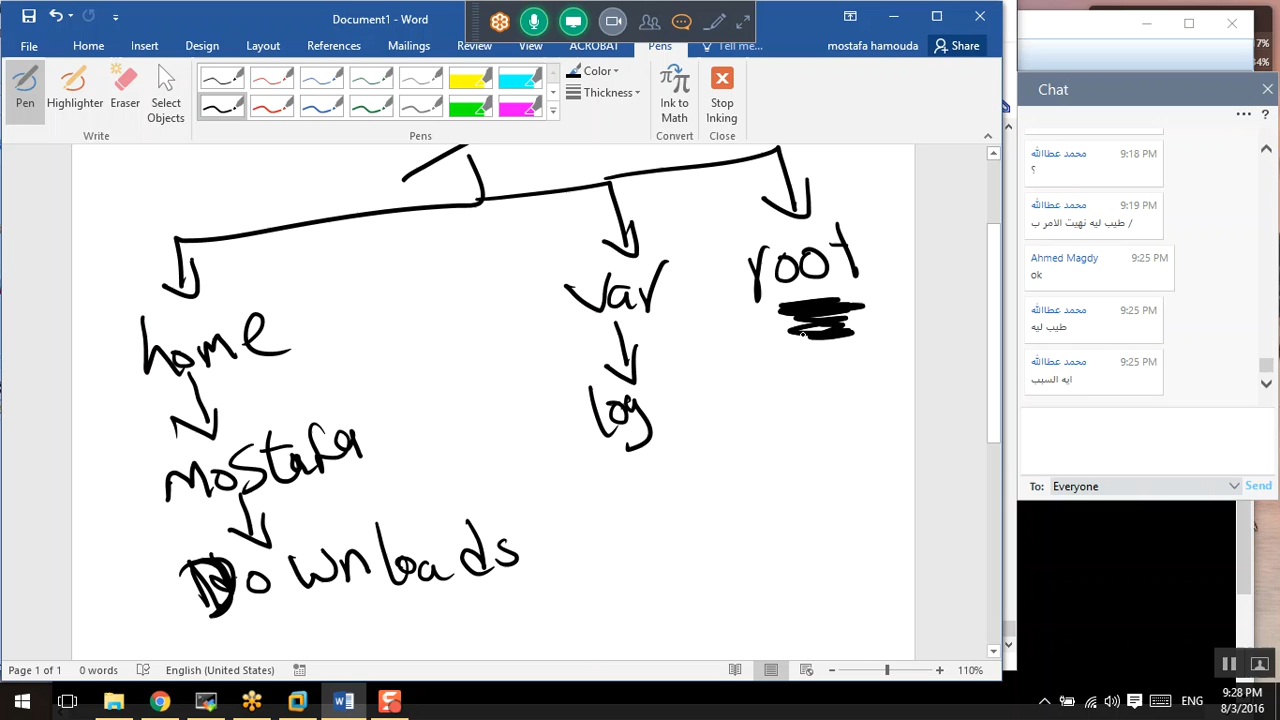 Document1 - Word
File
Home
Insert
Design
Layout
References
Mailings
Review
View
ACROBAT
Pens
Tell me...
mostafa hamouda
Share
Pen
Highlighter
Eraser
Select Objects
Write
Pens
Color
Thickness
Ink to Math
Convert
Stop Inking
Close
root
var
home
log
Mostafa
Downloads
Page 1 of 1
0 words
English (United States)
110%
7%
4%
Chat
... ?
محمد عطاالله 9:18 PM
؟
محمد عطاالله 9:19 PM
طيب ليه نهيت الامر ب /
Ahmed Magdy 9:25 PM
ok
محمد عطاالله 9:25 PM
طيب ليه
محمد عطاالله 9:25 PM
ايه السبب
To: Everyone
Send
ENG
9:28 PM
8/3/2016